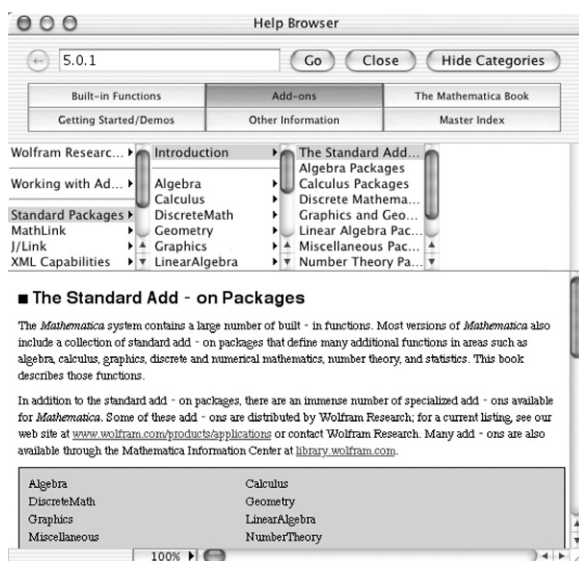 Help Browser
5.0.1 Go Close Hide Categories
Built-in Functions Add-ons The Mathematica Book
Getting Started/Demos Other Information Master Index
Wolfram Researc... Introduction The Standard Add...
Algebra Packages
Working with Ad... Algebra Calculus Packages
Calculus Discrete Mathema...
Standard Packages DiscreteMath Graphics and Geo...
MathLink Geometry Linear Algebra Pac...
J/Link Graphics Miscellaneous Pac...
XML Capabilities LinearAlgebra Number Theory Pa...
The Standard Add - on Packages
The Mathematica system contains a large number of built - in functions. Most versions of Mathematica also
include a collection of standard add - on packages that define many additional functions in areas such as
algebra, calculus, graphics, discrete and numerical mathematics, number theory, and statistics. This book
describes those functions.
In addition to the standard add - on packages, there are an immense number of specialized add - ons available
for Mathematica. Some of these add - ons are distributed by Wolfram Research; for a current listing, see our
web site at www.wolfram.com/products/applications or contact Wolfram Research. Many add - ons are also
available through the Mathematica Information Center at library.wolfram.com.
Algebra Calculus
DiscreteMath Geometry
Graphics LinearAlgebra
Miscellaneous NumberTheory
100%